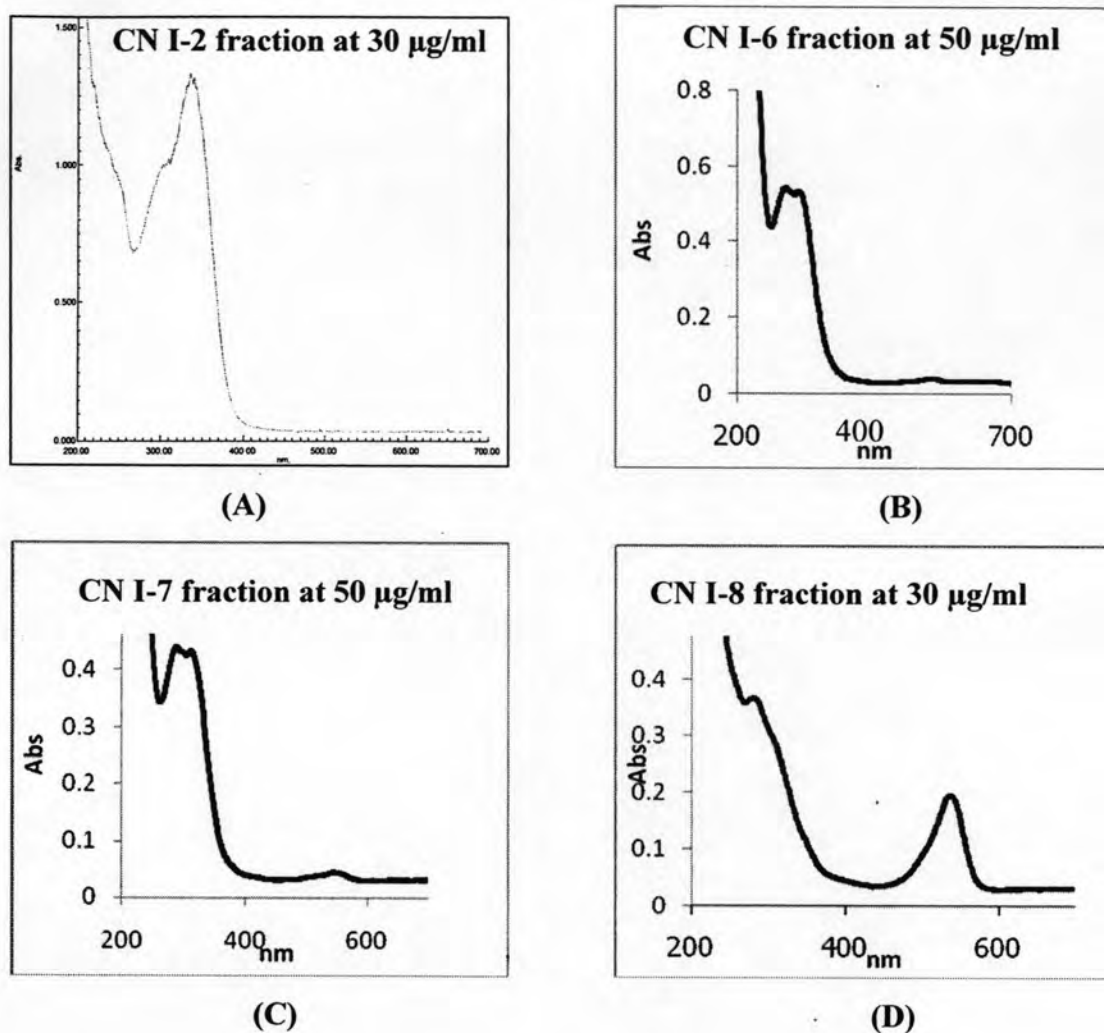 CN I-2 fraction at 30 µg/ml
1.500
1.000
0.500
0.000
Abs.
200.00 300.00 400.00 500.00 600.00 700.00
nm.
(A)
CN I-6 fraction at 50 µg/ml
0.8
0.6
0.4
0.2
0
Abs
200 400 700
nm
(B)
CN I-7 fraction at 50 µg/ml
0.4
0.3
0.2
0.1
0
Abs
200 400 600
nm
(C)
CN I-8 fraction at 30 µg/ml
0.4
0.3
0.2
0.1
0
Abs
200 400 600
nm
(D)